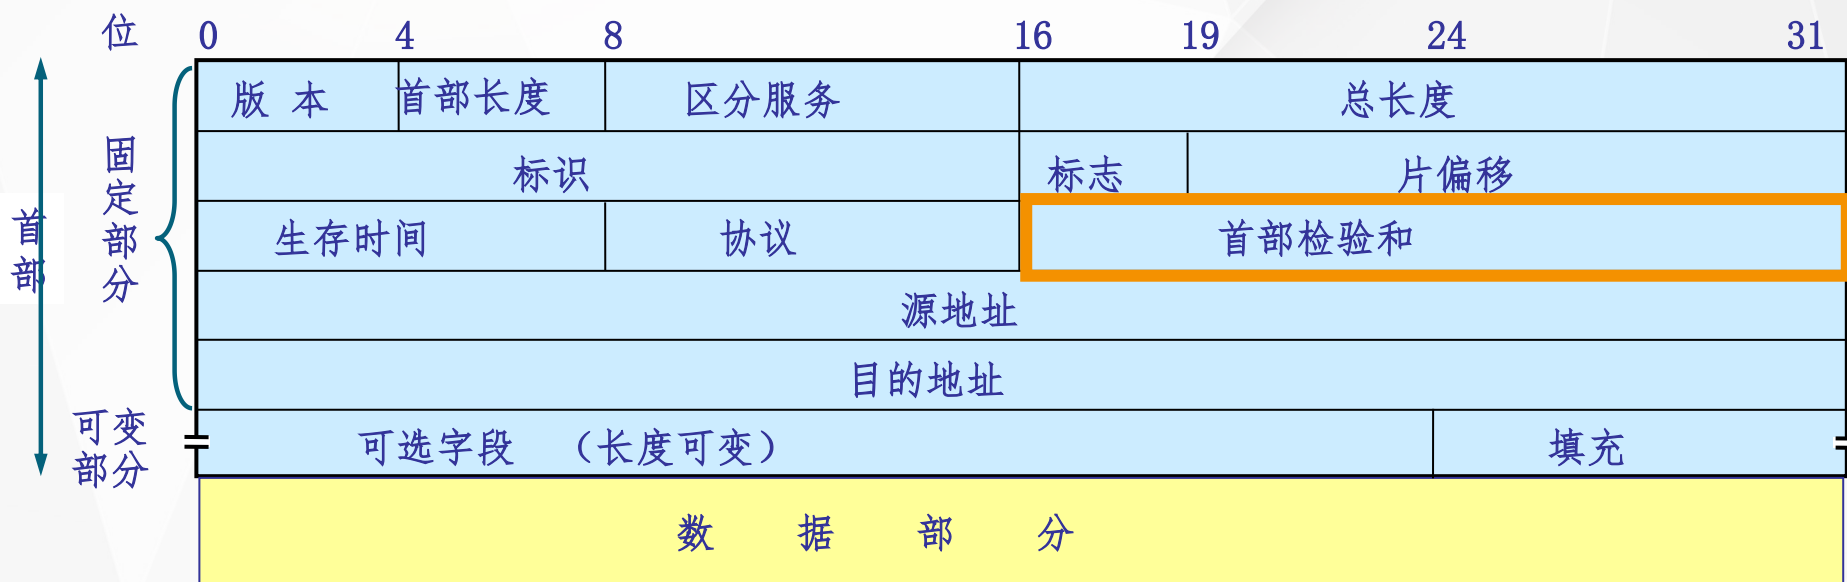 位 0 4 8 16 19 24 31
版 本 首部长度 区分服务 总长度
标识 标志 片偏移
生存时间 协议 首部检验和
源地址
目的地址
可选字段 （长度可变） 填充
数 据 部 分
首部
固定部分
可变
部分